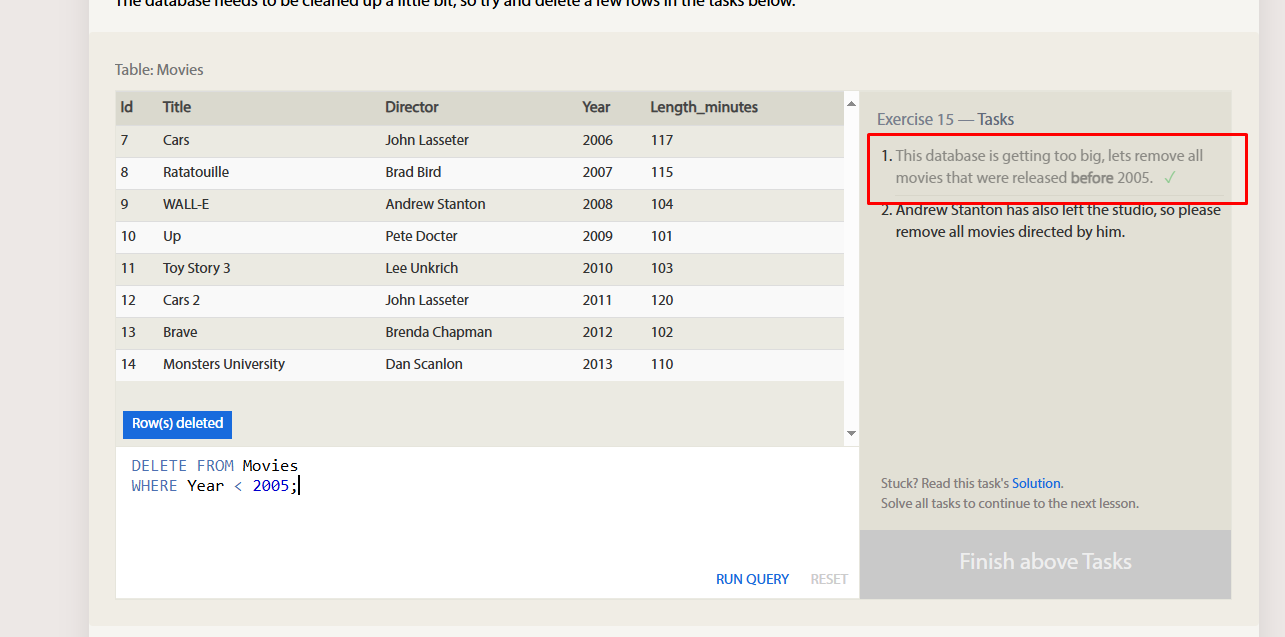 The database needs to be cleaned up a little bit, so try and delete a few rows in the tasks below.
Table: Movies
Id Title Director Year Length_minutes
7 Cars John Lasseter 2006 117
8 Ratatouille Brad Bird 2007 115
9 WALL-E Andrew Stanton 2008 104
10 Up Pete Docter 2009 101
11 Toy Story 3 Lee Unkrich 2010 103
12 Cars 2 John Lasseter 2011 120
13 Brave Brenda Chapman 2012 102
14 Monsters University Dan Scanlon 2013 110
Row(s) deleted
DELETE FROM Movies
WHERE Year < 2005;
RUN QUERY RESET
Exercise 15 — Tasks
1. This database is getting too big, lets remove all
movies that were released before 2005. ✓
2. Andrew Stanton has also left the studio, so please
remove all movies directed by him.
Stuck? Read this task's Solution.
Solve all tasks to continue to the next lesson.
Finish above Tasks